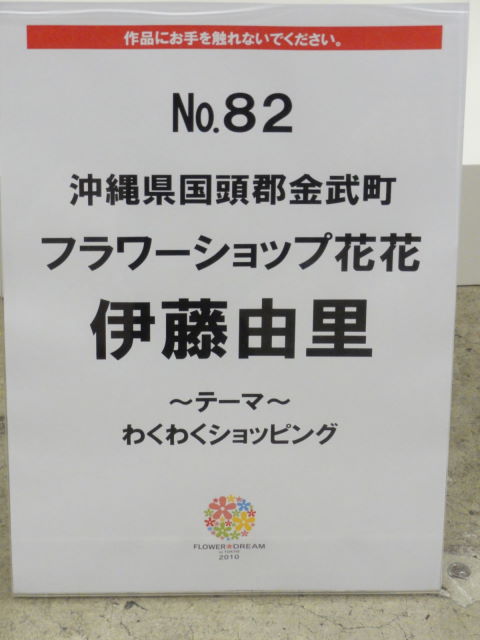 作品にお手を触れないでください。
No.82
沖縄県国頭郡金武町
フラワーショップ花花
伊藤由里
～テーマ～
わくわくショッピング
FLOWER★DREAM
in TOKYO
2010